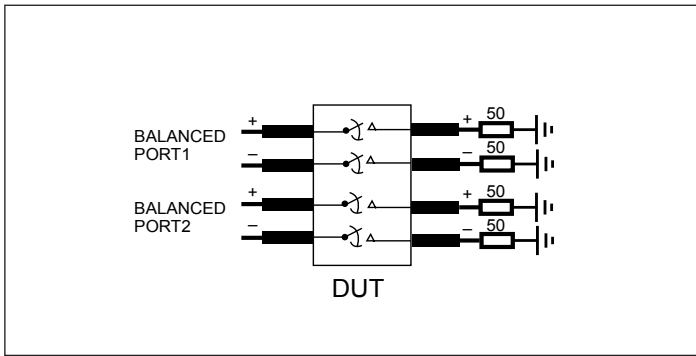 + + 50
BALANCED
PORT1
– – 50
+ + 50
BALANCED
PORT2
– – 50
DUT